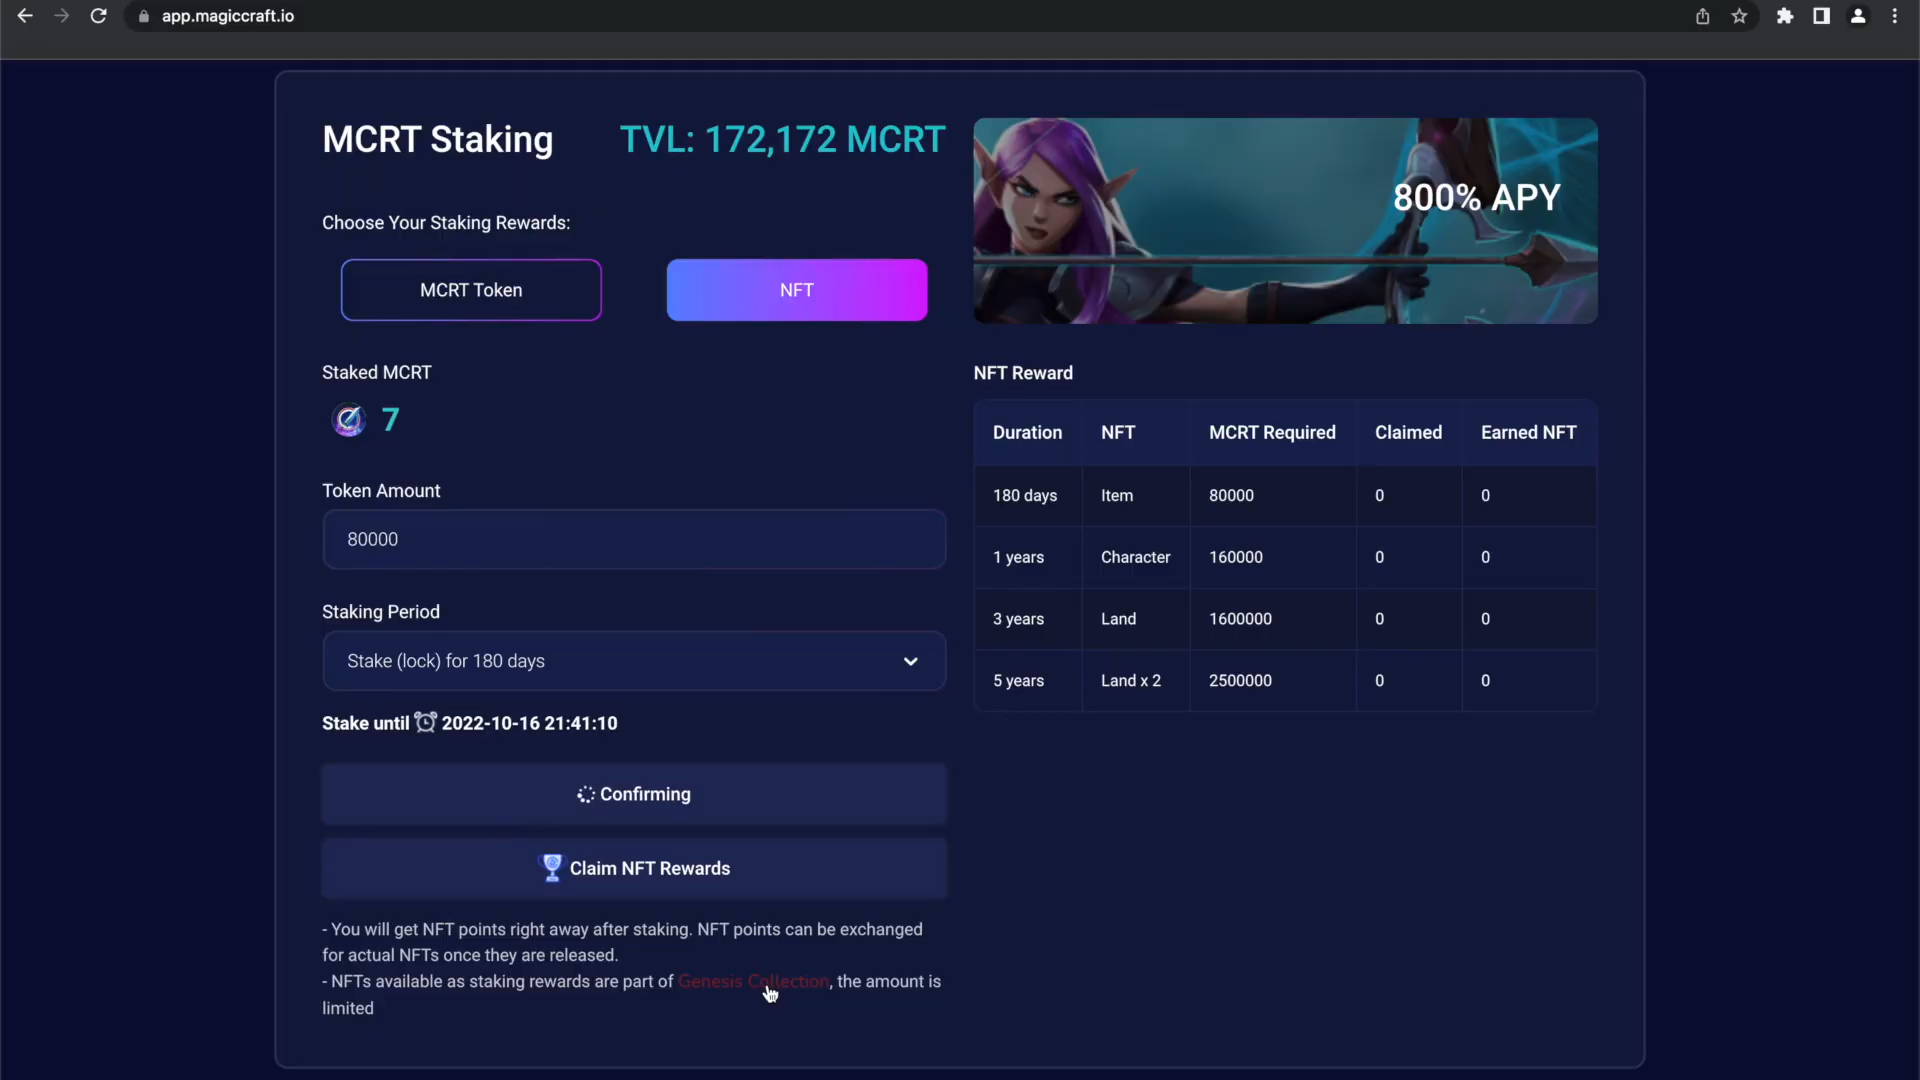 app.magiccraft.io
MCRT Staking
TVL: 172,172 MCRT
800% APY
Choose Your Staking Rewards:
MCRT Token
NFT
Staked MCRT
7
Token Amount
80000
Staking Period
Stake (lock) for 180 days
Stake until 2022-10-16 21:41:10
Confirming
Claim NFT Rewards
- You will get NFT points right away after staking. NFT points can be exchanged
for actual NFTs once they are released.
- NFTs available as staking rewards are part of Genesis Collection, the amount is
limited
NFT Reward
Duration NFT MCRT Required Claimed Earned NFT
180 days Item 80000 0 0
1 years Character 160000 0 0
3 years Land 1600000 0 0
5 years Land x 2 2500000 0 0